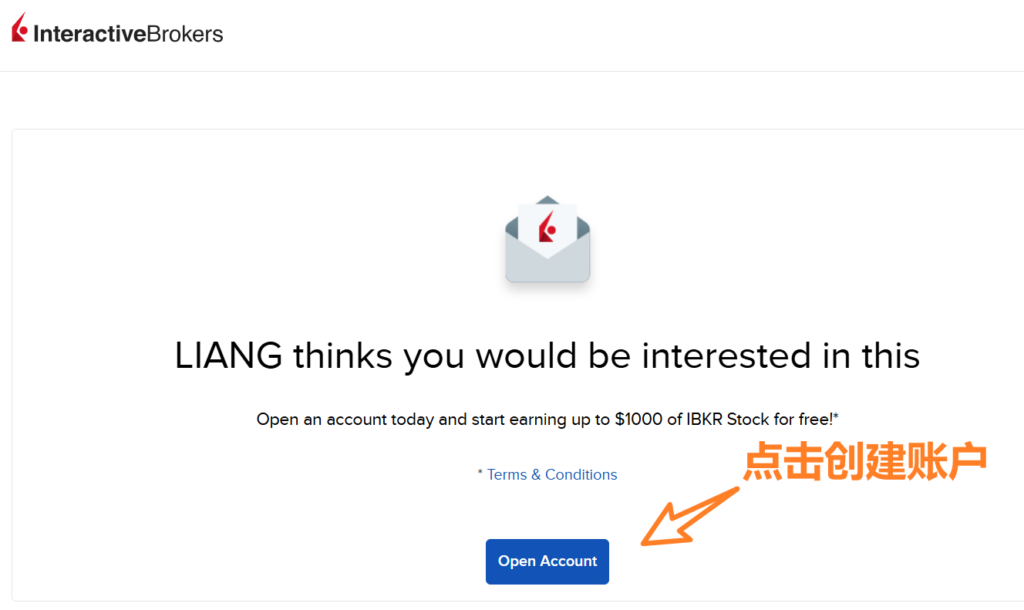 InteractiveBrokers
LIANG thinks you would be interested in this
Open an account today and start earning up to $1000 of IBKR Stock for free!*
* Terms & Conditions
点击创建账户
Open Account